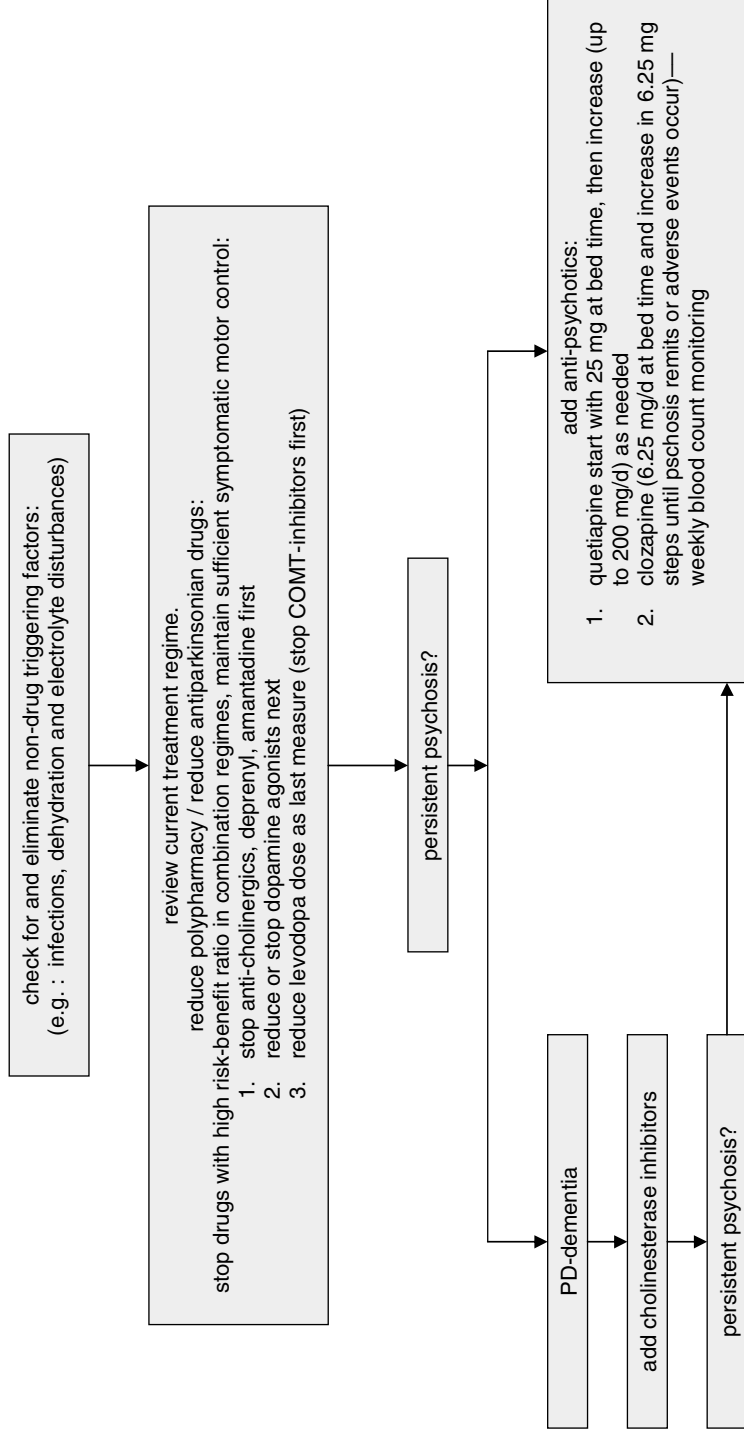 check for and eliminate non-drug triggering factors:
(e.g. : infections, dehydration and electrolyte disturbances)
review current treatment regime.
reduce polypharmacy / reduce antiparkinsonian drugs:
stop drugs with high risk-benefit ratio in combination regimes, maintain sufficient symptomatic motor control:
1. stop anti-cholinergics, deprenyl, amantadine first
2. reduce or stop dopamine agonists next
3. reduce levodopa dose as last measure (stop COMT-inhibitors first)
persistent psychosis?
PD-dementia
add cholinesterase inhibitors
persistent psychosis?
add anti-psychotics:
1. quetiapine start with 25 mg at bed time, then increase (up
to 200 mg/d) as needed
2. clozapine (6.25 mg/d at bed time and increase in 6.25 mg
steps until pschosis remits or adverse events occur)—
weekly blood count monitoring